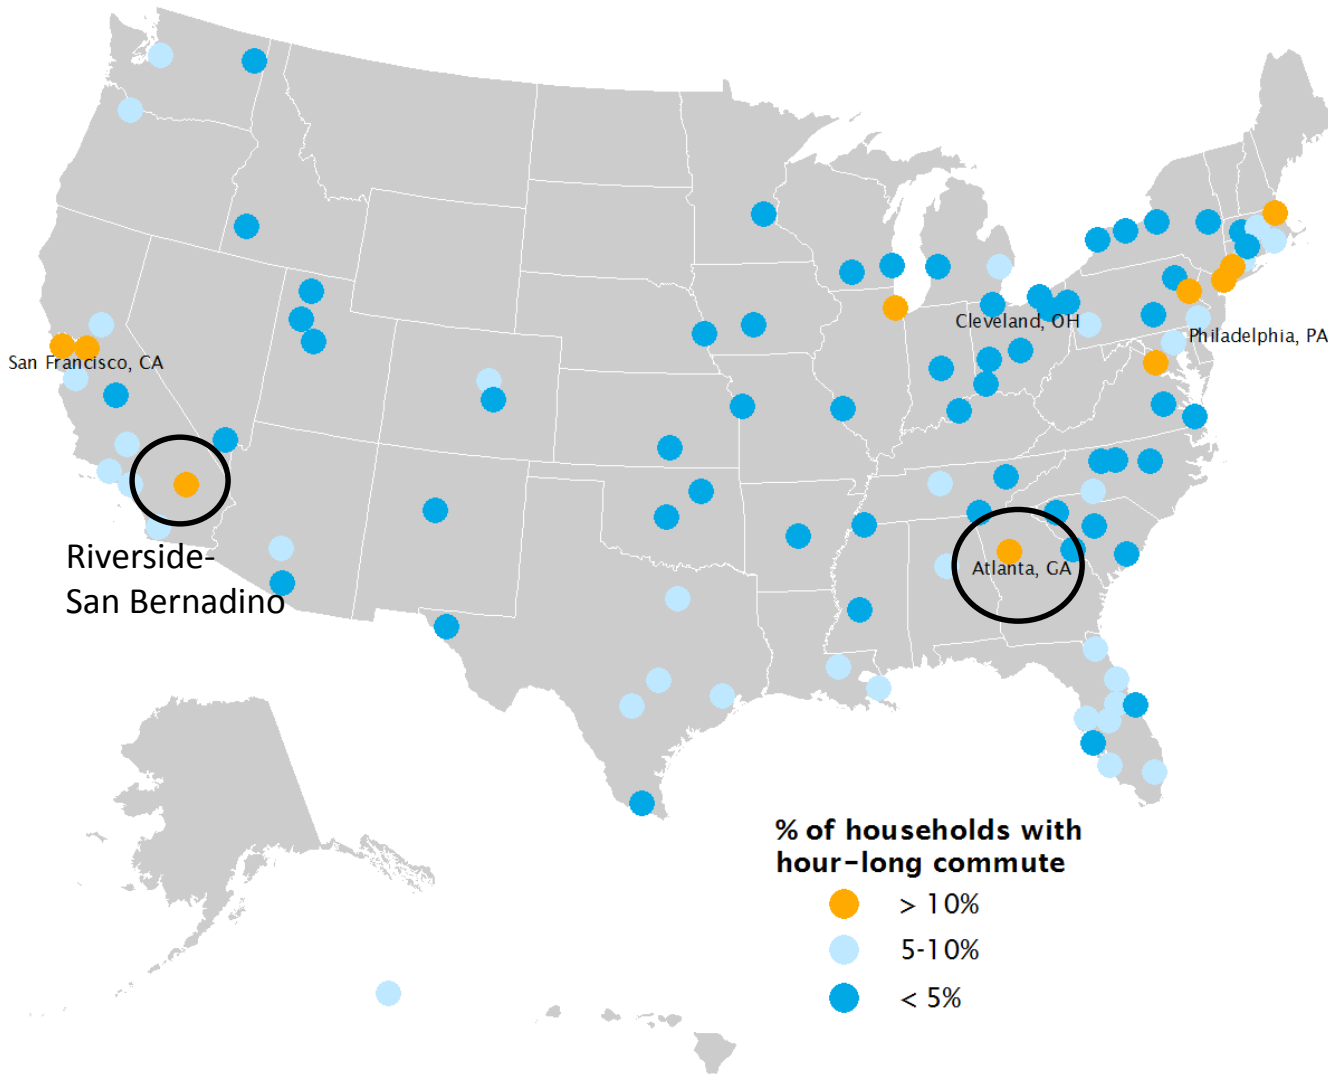 Cleveland, OH
Philadelphia, PA
San Francisco, CA
Riverside-
San Bernadino
Atlanta, GA
% of households with
hour-long commute
> 10%
5-10%
< 5%